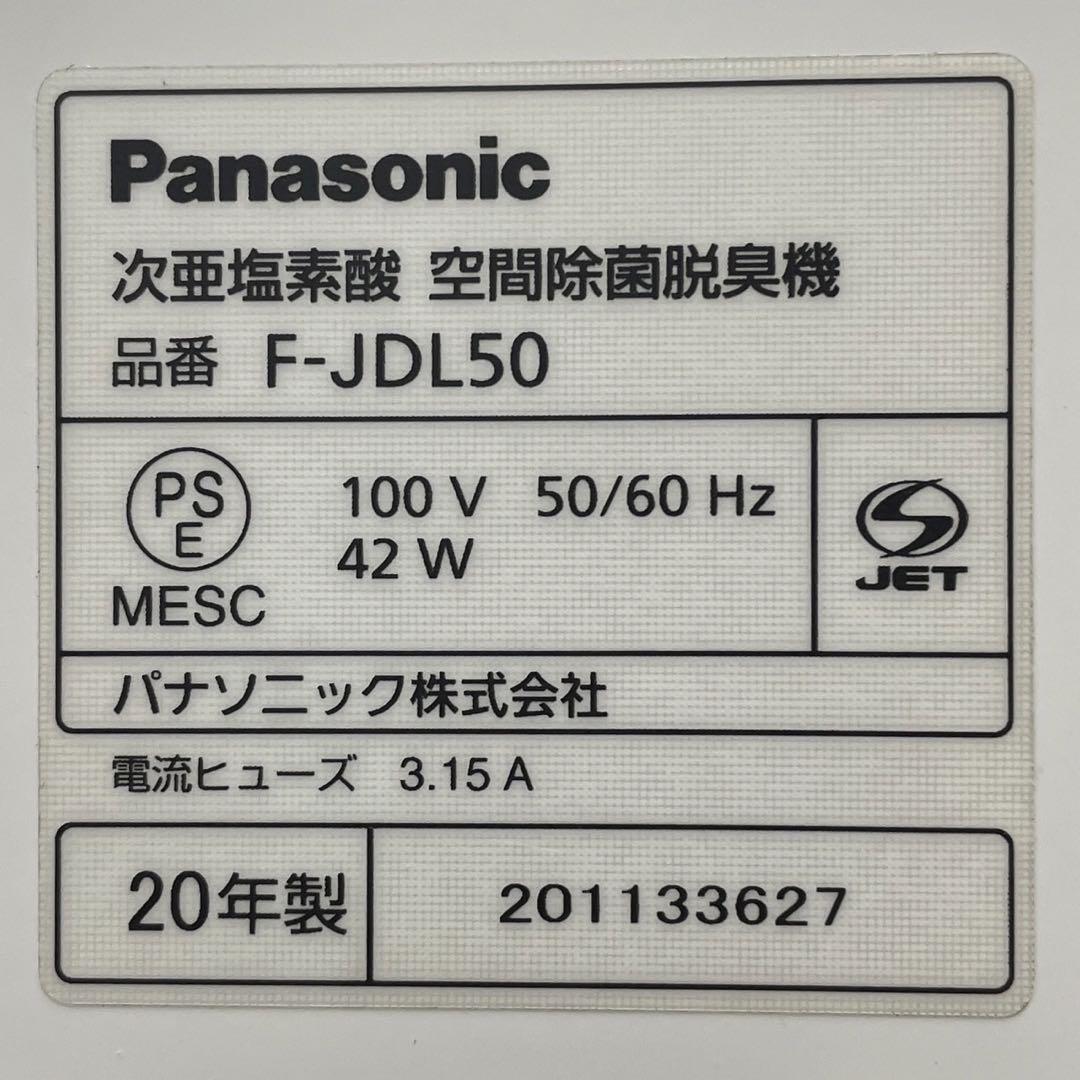 Panasonic
次亜塩素酸 空間除菌脱臭機
品番 F-JDL50
PS
E
MESC
100 V 50/60 Hz
42 W
S
JET
パナソニック株式会社
電流ヒューズ 3.15 A
20年製
201133627